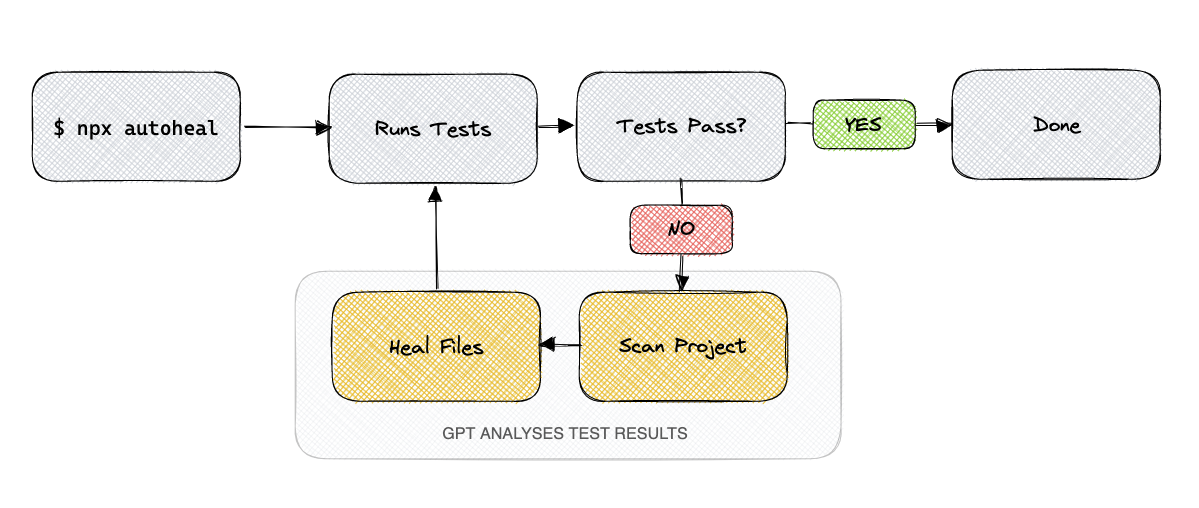 $ npx autoheal
Runs Tests
Tests Pass?
YES
Done
NO
Heal Files
Scan Project
GPT ANALYSES TEST RESULTS